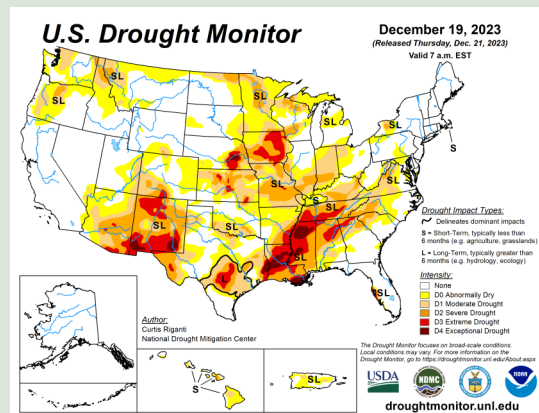 U.S. Drought Monitor
December 19, 2023
(Released Thursday, Dec. 21, 2023)
Valid 7 a.m. EST
SL
SL
SL
SL
SL
SL
S
SL
SL
S
SL
SL
SL
SL
L
SL
SL
Drought Impact Types:
Delineates dominant impacts
S = Short-Term, typically less than
6 months (e.g. agriculture, grasslands)
L = Long-Term, typically greater than
6 months (e.g. hydrology, ecology)
Intensity:
None
D0 Abnormally Dry
D1 Moderate Drought
D2 Severe Drought
D3 Extreme Drought
D4 Exceptional Drought
Author:
Curtis Riganti
National Drought Mitigation Center
S
SL
The Drought Monitor focuses on broad-scale conditions.
Local conditions may vary. For more information on the
Drought Monitor, go to https://droughtmonitor.unl.edu/About.aspx
USDA
NDMC
NOAA
droughtmonitor.unl.edu